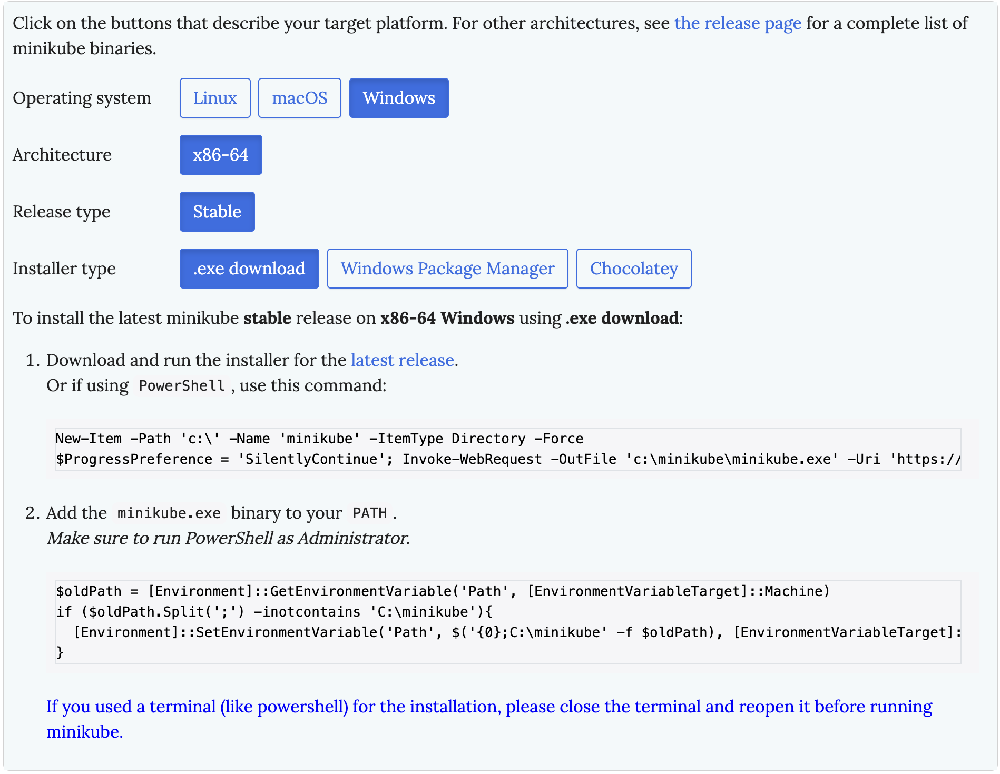 Click on the buttons that describe your target platform. For other architectures, see the release page for a complete list of
minikube binaries.
Operating system Linux macOS Windows
Architecture x86-64
Release type Stable
Installer type .exe download Windows Package Manager Chocolatey
To install the latest minikube stable release on x86-64 Windows using .exe download:
1. Download and run the installer for the latest release.
Or if using PowerShell, use this command:
New-Item -Path 'c:\' -Name 'minikube' -ItemType Directory -Force
$ProgressPreference = 'SilentlyContinue'; Invoke-WebRequest -OutFile 'c:\minikube\minikube.exe' -Uri 'https://
2. Add the minikube.exe binary to your PATH.
Make sure to run PowerShell as Administrator.
$oldPath = [Environment]::GetEnvironmentVariable('Path', [EnvironmentVariableTarget]::Machine)
if ($oldPath.Split(';') -inotcontains 'C:\minikube'){
  [Environment]::SetEnvironmentVariable('Path', $('{0};C:\minikube' -f $oldPath), [EnvironmentVariableTarget]:
}
If you used a terminal (like powershell) for the installation, please close the terminal and reopen it before running
minikube.